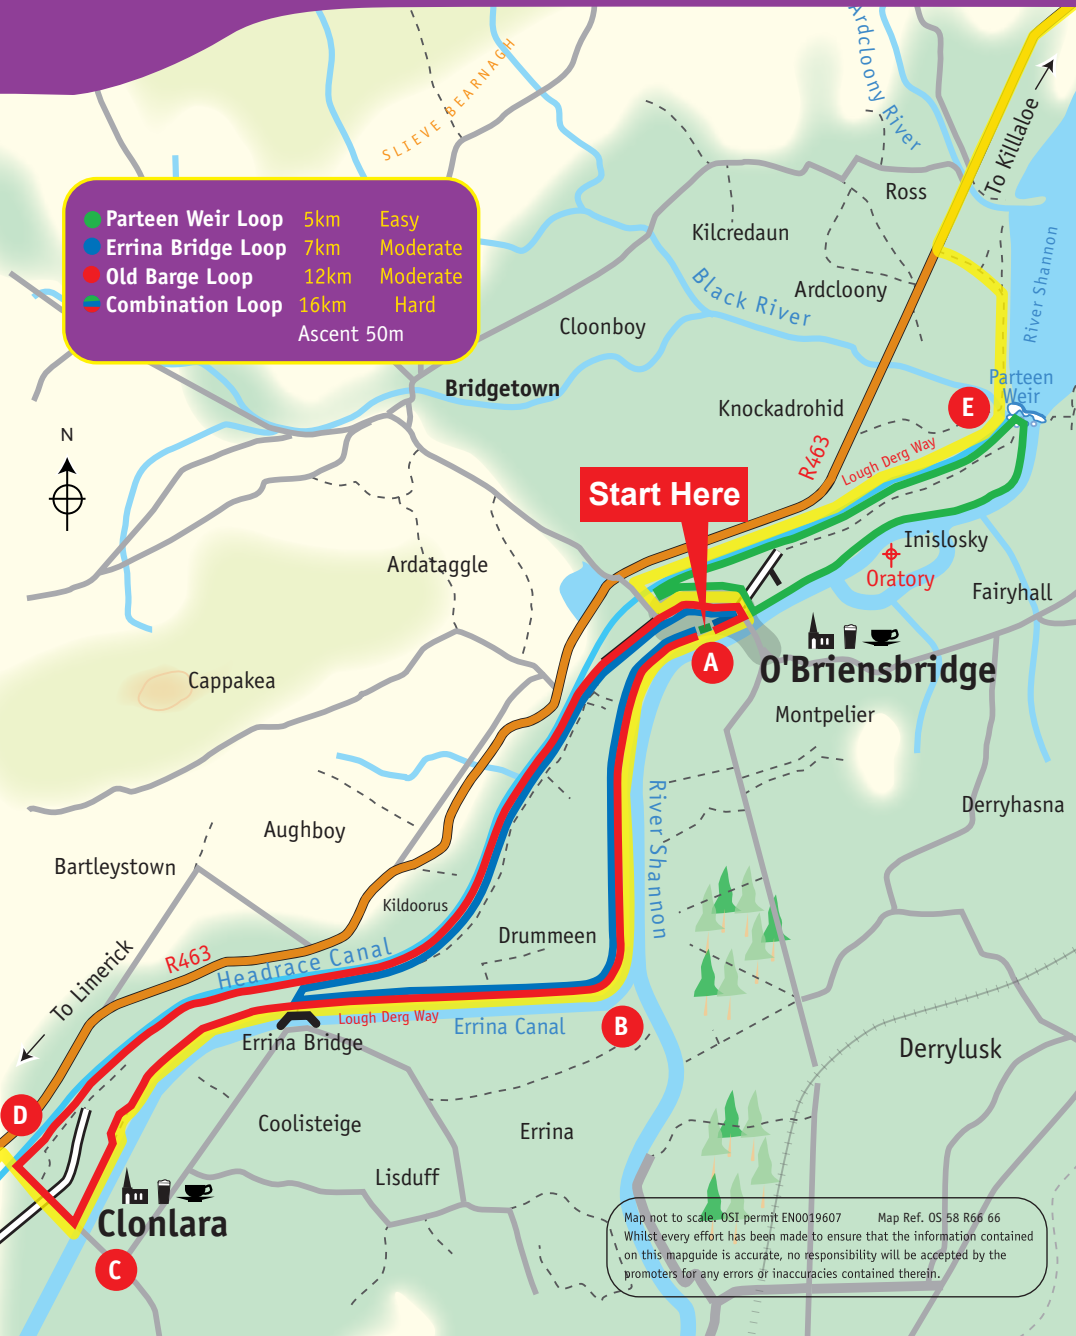 Ardcloony River
SLIEVE BEARNAGH
To Killaloe
Ross
Parteen Weir Loop 5km Easy
Errina Bridge Loop 7km Moderate
Old Barge Loop 12km Moderate
Combination Loop 16km Hard
Ascent 50m
Kilcredaun
River Shannon
Black River
Ardcloony
Cloonboy
Parteen
Weir
Bridgetown
E
Knockadrohid
N
R463
Lough Derg Way
Start Here
Inislosky
Ardataggle
Oratory
Fairyhall
A
O'Briensbridge
Cappakea
Montpelier
River Shannon
Derryhasna
Aughboy
Bartleystown
Kildoorus
Drummeen
To Limerick
R463
Headrace Canal
Lough Derg Way
Errina Canal
B
Errina Bridge
Derrylusk
D
Coolisteige
Errina
Lisduff
Clonlara
C
Map not to scale. OSI permit EN0019607 Map Ref. OS 58 R66 66
Whilst every effort has been made to ensure that the information contained
on this mapguide is accurate, no responsibility will be accepted by the
promoters for any errors or inaccuracies contained therein.